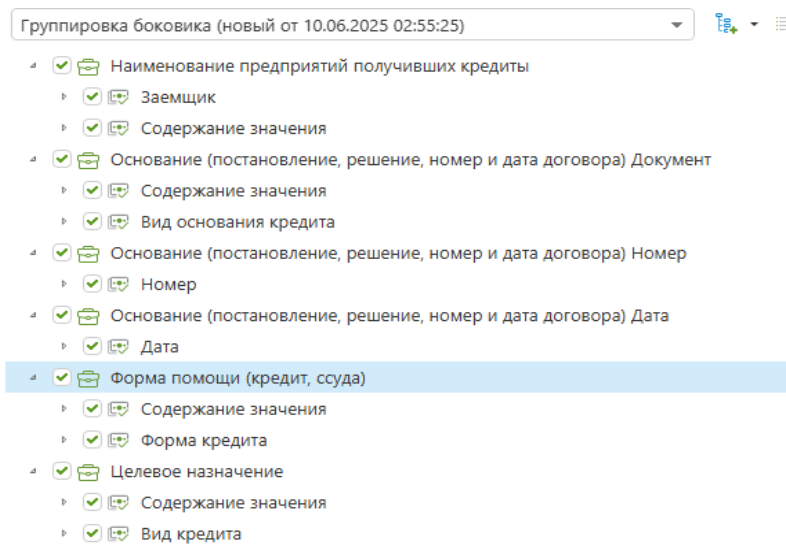 Группировка боковика (новый от 10.06.2025 02:55:25)
Наименование предприятий получивших кредиты
Заемщик
Содержание значения
Основание (постановление, решение, номер и дата договора) Документ
Содержание значения
Вид основания кредита
Основание (постановление, решение, номер и дата договора) Номер
Номер
Основание (постановление, решение, номер и дата договора) Дата
Дата
Форма помощи (кредит, ссуда)
Содержание значения
Форма кредита
Целевое назначение
Содержание значения
Вид кредита